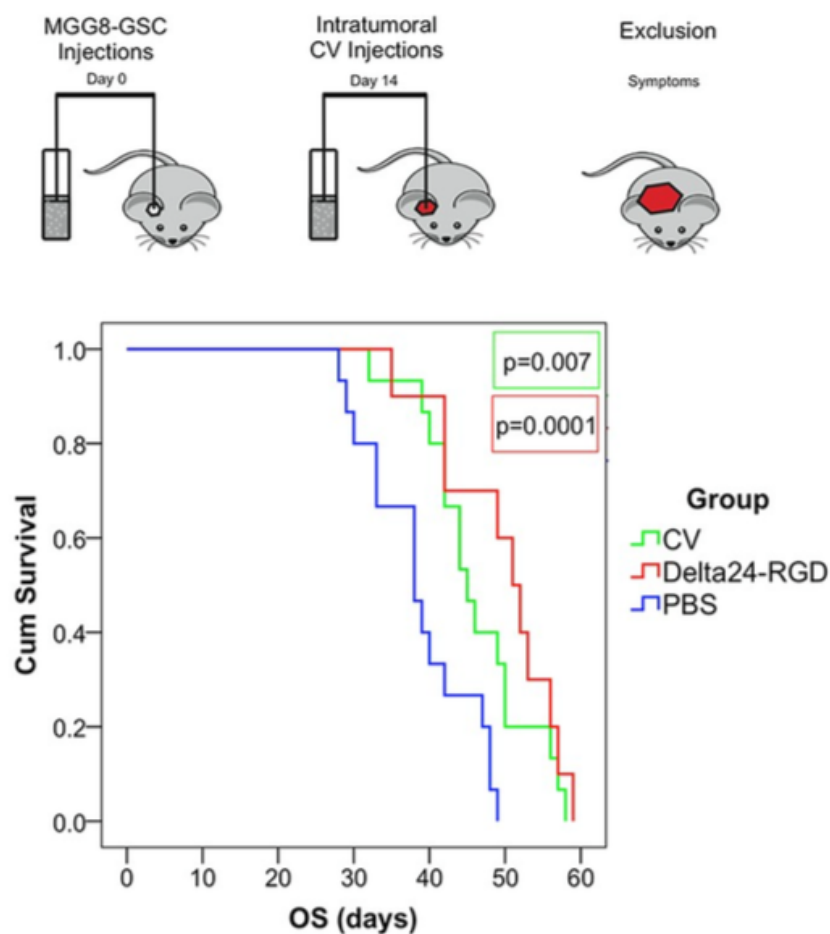 MGG8-GSC
Injections
Day 0
Intratumoral
CV Injections
Day 14
Exclusion
Symptoms
p=0.007
p=0.0001
1.0
0.8
0.6
0.4
0.2
0.0
Cum Survival
0 10 20 30 40 50 60
OS (days)
Group
CV
Delta24-RGD
PBS